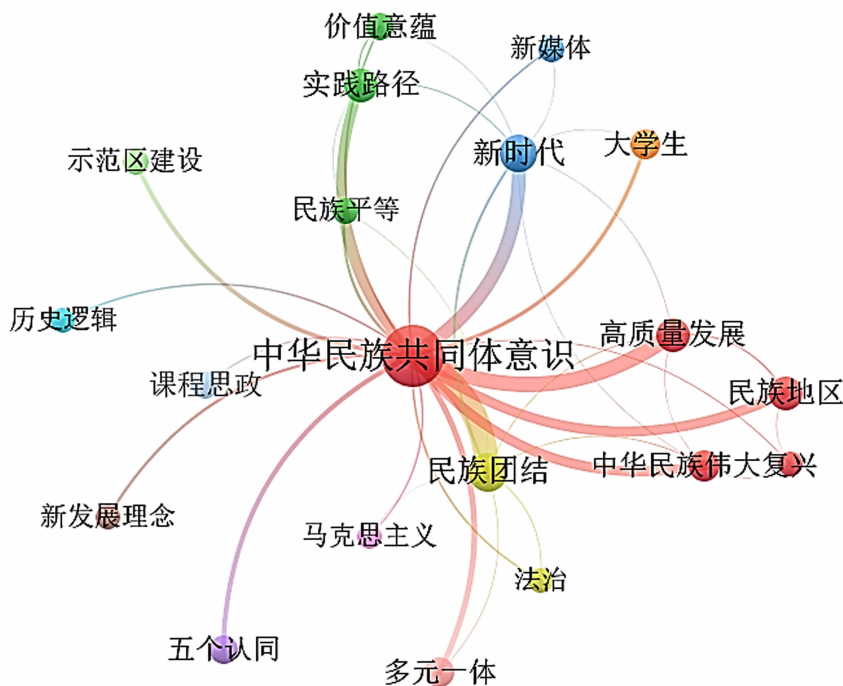 价值意蕴
新媒体
实践路径
新时代
大学生
示范区建设
民族平等
历史逻辑
高质量发展
中华民族共同体意识
课程思政
民族地区
民族团结
中华民族伟大复兴
新发展理念
马克思主义
法治
五个认同
多元一体